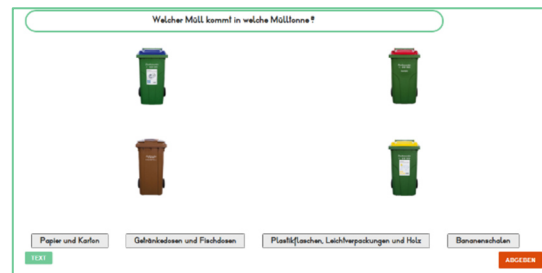 Welcher Müll kommt in welche Mülltonne?
Papier und Karton
Getränkedosen und Fischdosen
Plastikflaschen, Leichtverpackungen und Holz
Bananenschalen
TEXT
ABGEBEN